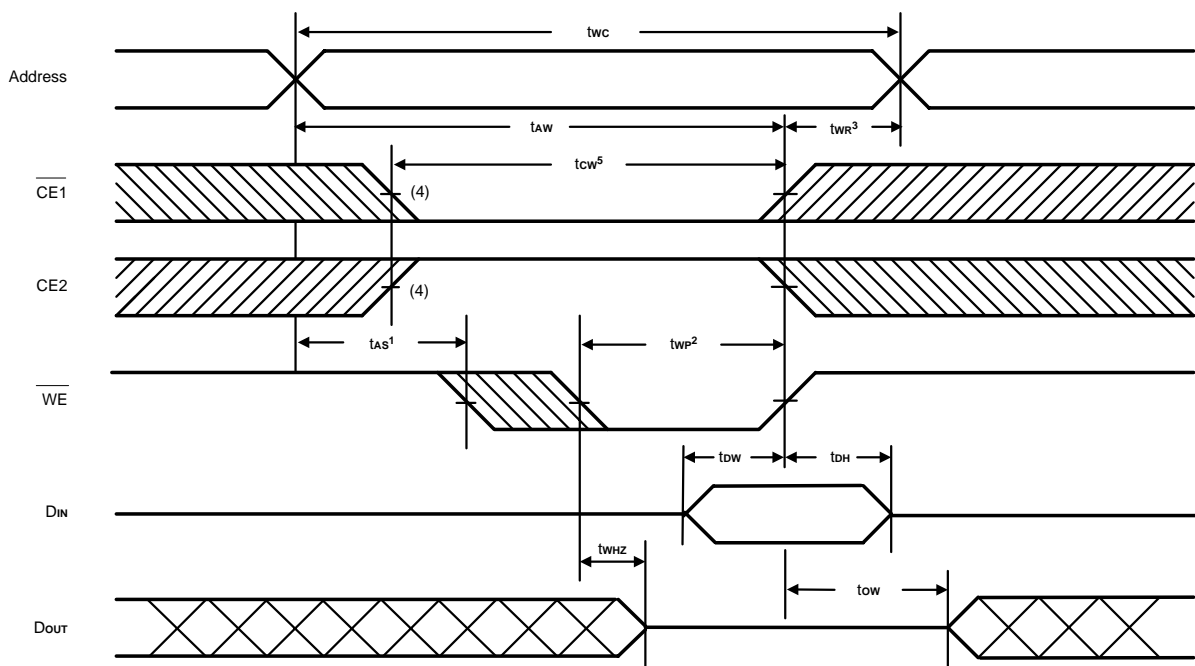 tWC
Address
tAW
tWR3
tCW5
CE1
(4)
CE2
(4)
tAS1
tWP2
WE
tDW
tDH
DIN
tWHZ
tOW
DOUT